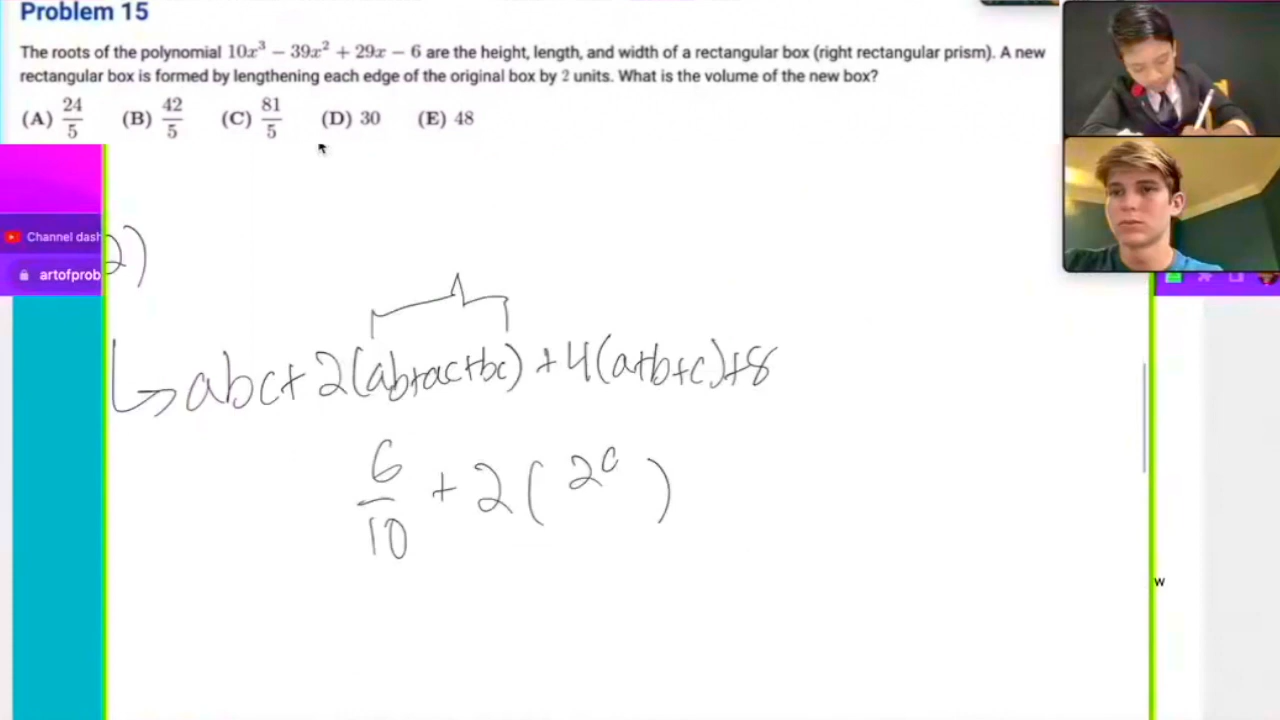 Problem 15
The roots of the polynomial 10x³ − 39x² + 29x − 6 are the height, length, and width of a rectangular box (right rectangular prism). A new
rectangular box is formed by lengthening each edge of the original box by 2 units. What is the volume of the new box?
(A) 24/5 (B) 42/5 (C) 81/5 (D) 30 (E) 48
Channel dash
2)
artofprob
abc+2(ab+ac+bc)+4(a+b+c)+8
6/10 + 2( )
w